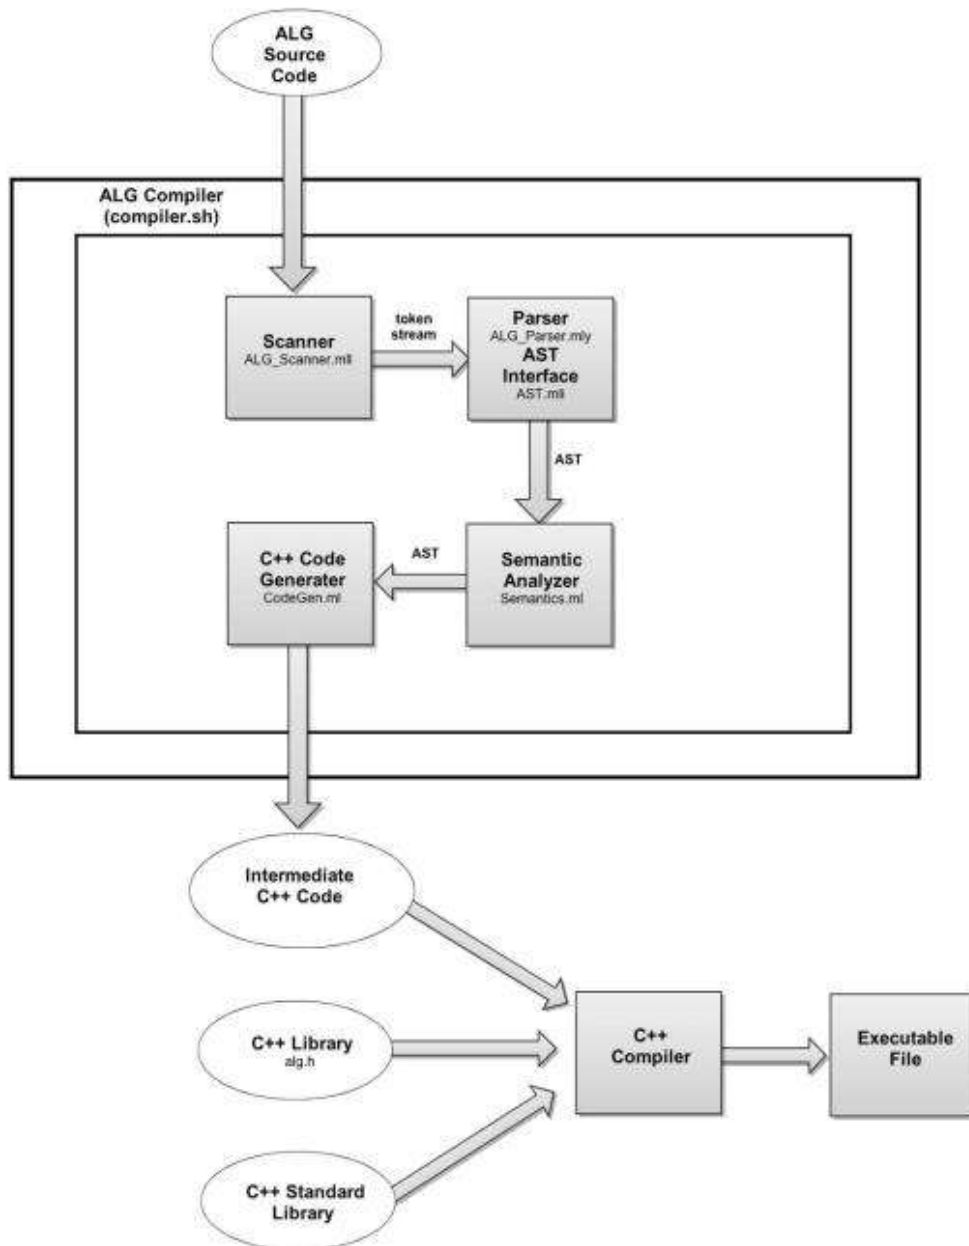 ALG
Source
Code
ALG Compiler
(compiler.sh)
Scanner
ALG_Scanner.mll
token
stream
Parser
ALG_Parser.mly
AST
Interface
AST.mli
AST
Semantic
Analyzer
Semantics.ml
AST
C++ Code
Generater
CodeGen.ml
Intermediate
C++ Code
C++ Library
alg.h
C++ Standard
Library
C++
Compiler
Executable
File